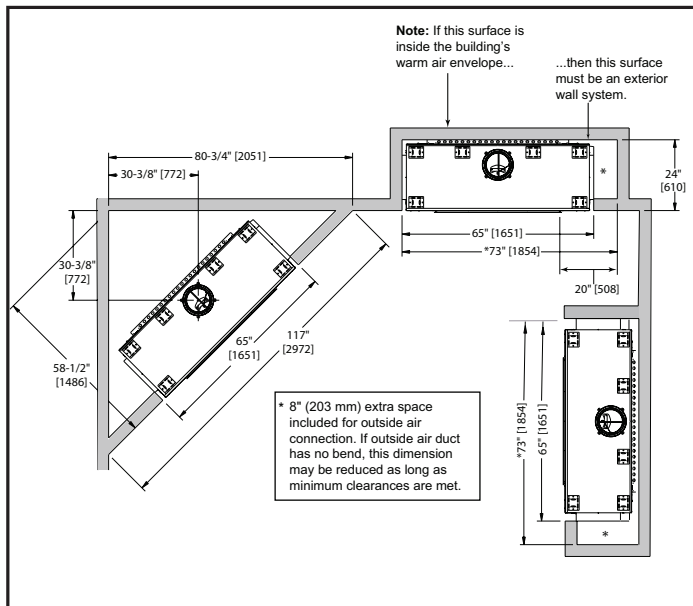 Note: If this surface is
inside the building's
warm air envelope...
...then this surface
must be an exterior
wall system.
80-3/4" [2051]
30-3/8" [772]
24"
[610]
*
65" [1651]
*73" [1854]
20" [508]
30-3/8"
[772]
58-1/2"
[1486]
65"
[1651]
117"
[2972]
*73" [1854]
65" [1651]
* 8" (203 mm) extra space
included for outside air
connection. If outside air duct
has no bend, this dimension
may be reduced as long as
minimum clearances are met.
*